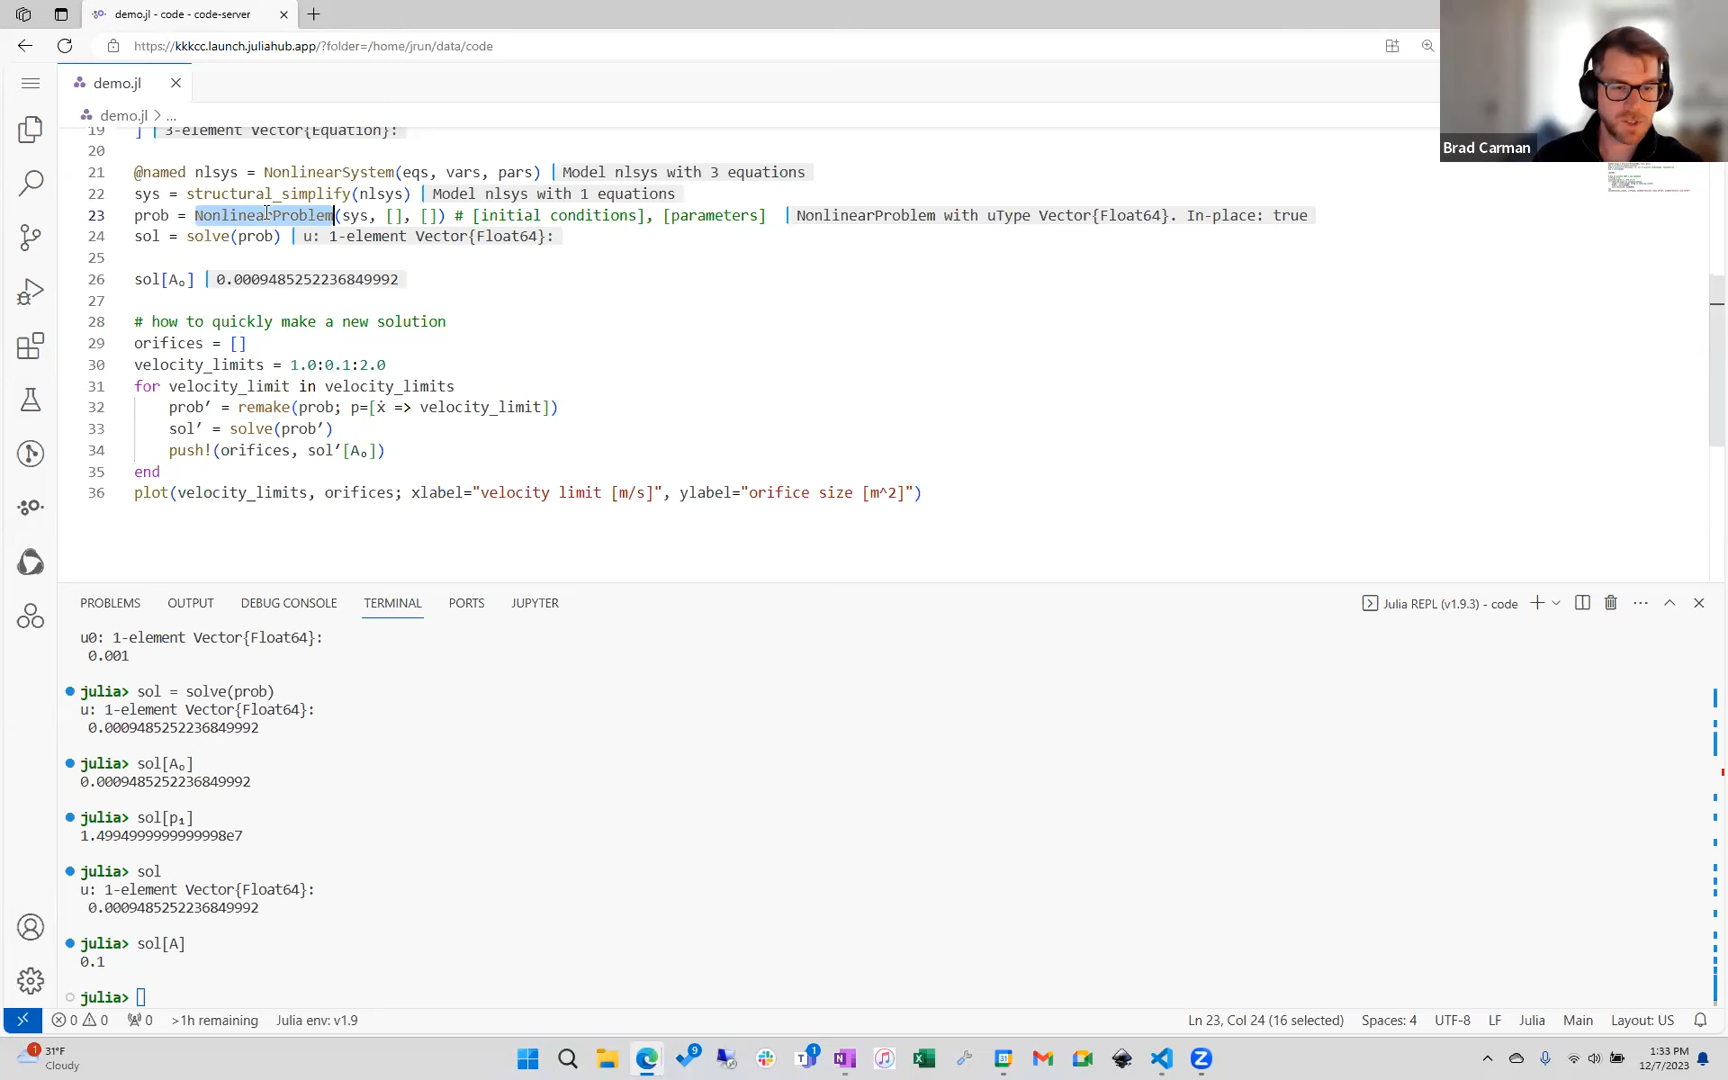 demo.jl - code - code-server
https://kkkcc.launch.juliahub.app/?folder=/home/jrun/data/code
Brad Carman
demo.jl
demo.jl > ...
19 ] 3-element Vector{Equation}:
20
21 @named nlsys = NonlinearSystem(eqs, vars, pars) Model nlsys with 3 equations
22 sys = structural_simplify(nlsys) Model nlsys with 1 equations
23 prob = NonlinearProblem(sys, [], []) # [initial conditions], [parameters] NonlinearProblem with uType Vector{Float64}. In-place: true
24 sol = solve(prob) u: 1-element Vector{Float64}:
25
26 sol[Aₒ] 0.0009485252236849992
27
28 # how to quickly make a new solution
29 orifices = []
30 velocity_limits = 1.0:0.1:2.0
31 for velocity_limit in velocity_limits
32 prob′ = remake(prob; p=[ẋ => velocity_limit])
33 sol′ = solve(prob′)
34 push!(orifices, sol′[Aₒ])
35 end
36 plot(velocity_limits, orifices; xlabel="velocity limit [m/s]", ylabel="orifice size [m^2]")
PROBLEMS OUTPUT DEBUG CONSOLE TERMINAL PORTS JUPYTER Julia REPL (v1.9.3) - code
u0: 1-element Vector{Float64}:
0.001
julia> sol = solve(prob)
u: 1-element Vector{Float64}:
0.0009485252236849992
julia> sol[Aₒ]
0.0009485252236849992
julia> sol[p₁]
1.4994999999999998e7
julia> sol
u: 1-element Vector{Float64}:
0.0009485252236849992
julia> sol[A]
0.1
julia>
0 0 0 >1h remaining Julia env: v1.9 Ln 23, Col 24 (16 selected) Spaces: 4 UTF-8 LF Julia Main Layout: US
1 31°F
Cloudy
9
1
1:33 PM
12/7/2023